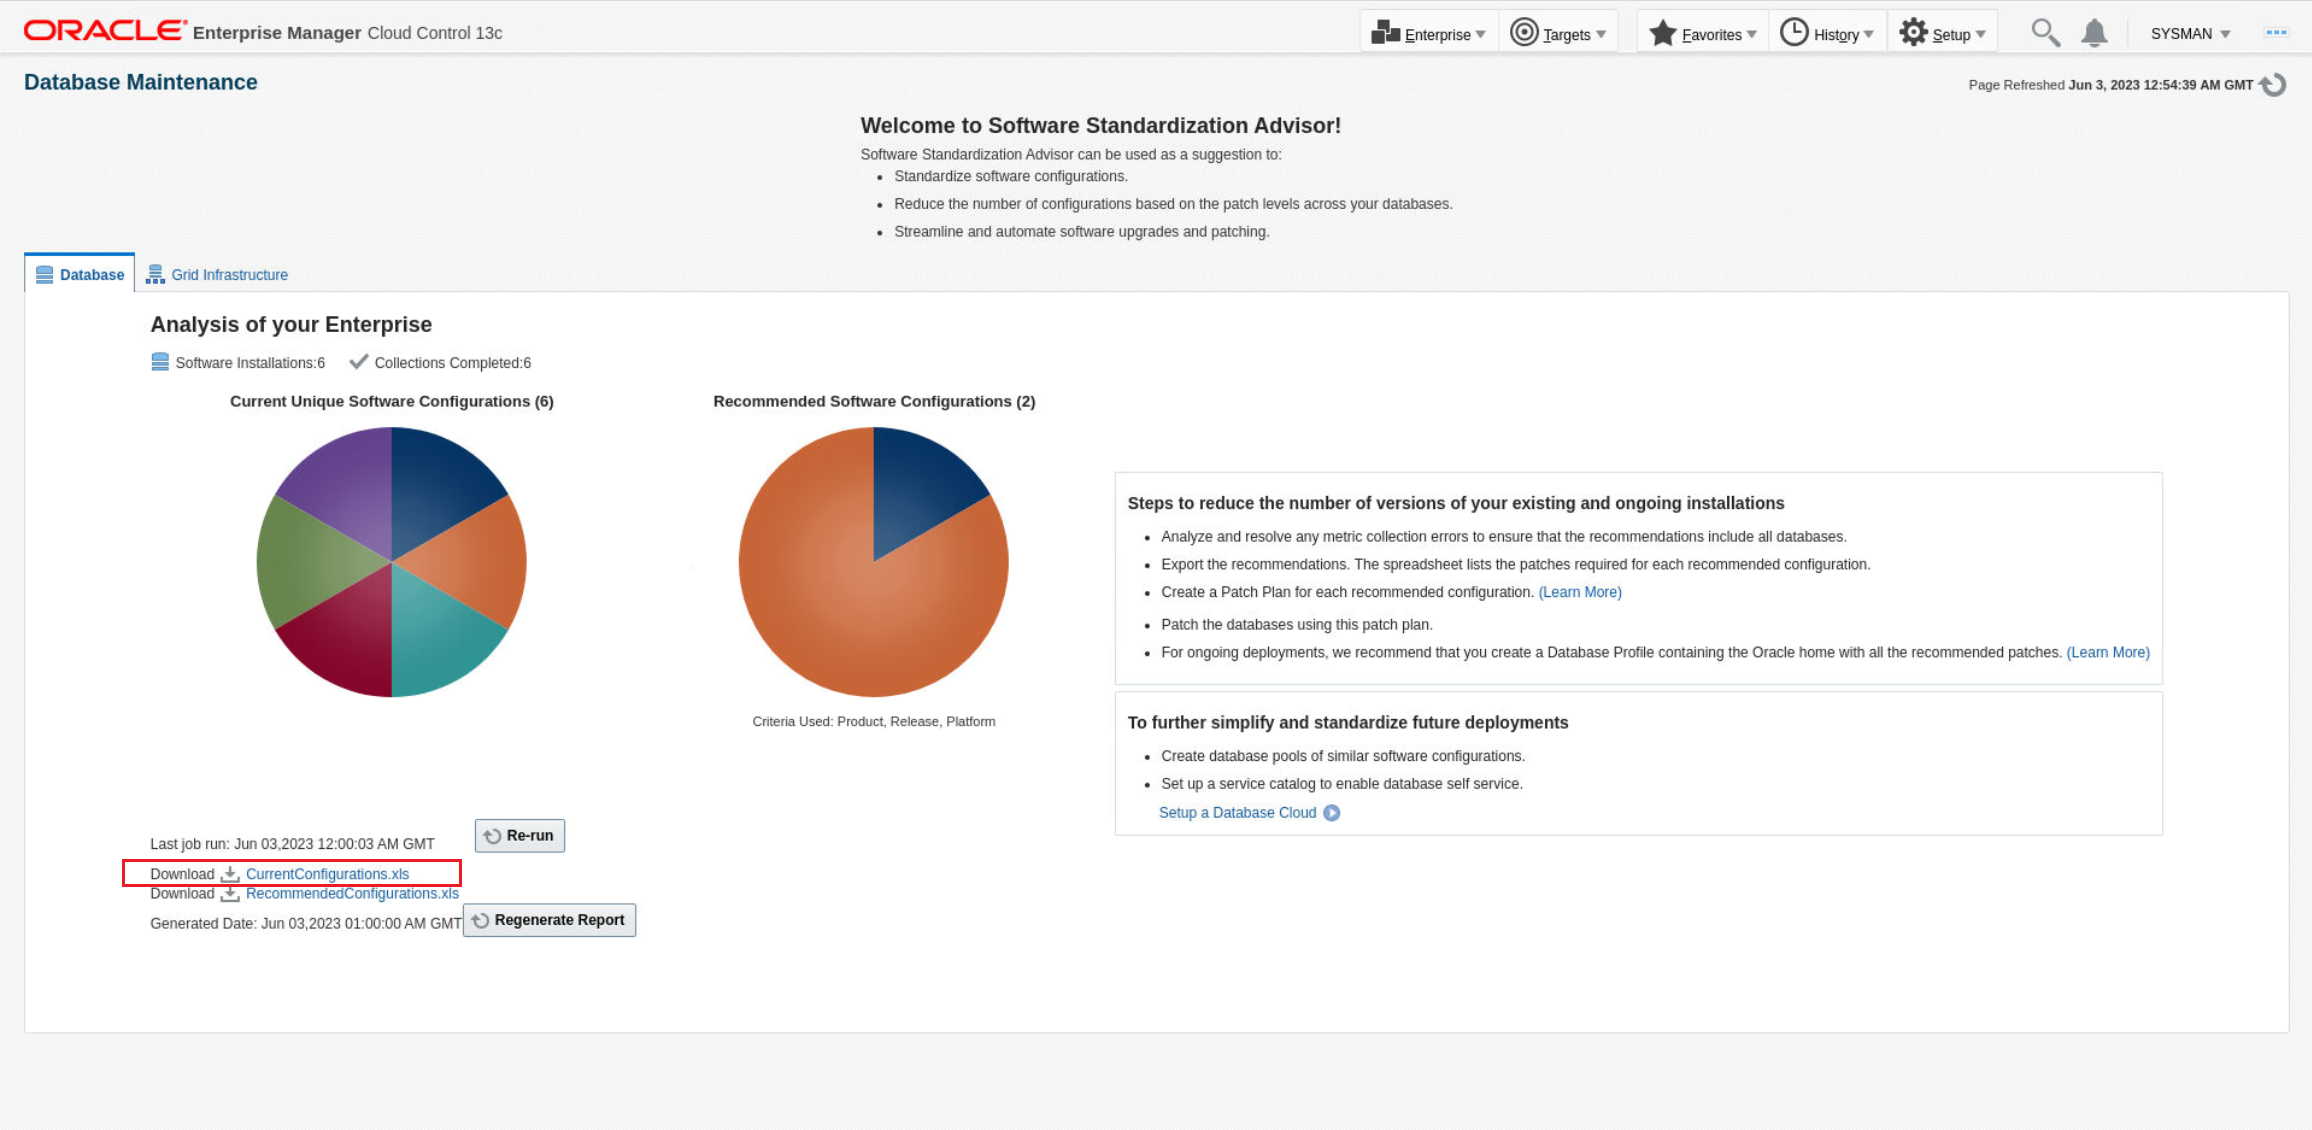 ORACLE Enterprise Manager Cloud Control 13c
Enterprise
Targets
Favorites
History
Setup
SYSMAN
Database Maintenance
Page Refreshed Jun 3, 2023 12:54:39 AM GMT
Welcome to Software Standardization Advisor!
Software Standardization Advisor can be used as a suggestion to:
Standardize software configurations.
Reduce the number of configurations based on the patch levels across your databases.
Streamline and automate software upgrades and patching.
Database
Grid Infrastructure
Analysis of your Enterprise
Software Installations:6
Collections Completed:6
Current Unique Software Configurations (6)
Recommended Software Configurations (2)
Criteria Used: Product, Release, Platform
Steps to reduce the number of versions of your existing and ongoing installations
Analyze and resolve any metric collection errors to ensure that the recommendations include all databases.
Export the recommendations. The spreadsheet lists the patches required for each recommended configuration.
Create a Patch Plan for each recommended configuration. (Learn More)
Patch the databases using this patch plan.
For ongoing deployments, we recommend that you create a Database Profile containing the Oracle home with all the recommended patches. (Learn More)
To further simplify and standardize future deployments
Create database pools of similar software configurations.
Set up a service catalog to enable database self service.
Setup a Database Cloud
Last job run: Jun 03,2023 12:00:03 AM GMT
Re-run
Download CurrentConfigurations.xls
Download RecommendedConfigurations.xls
Generated Date: Jun 03,2023 01:00:00 AM GMT
Regenerate Report